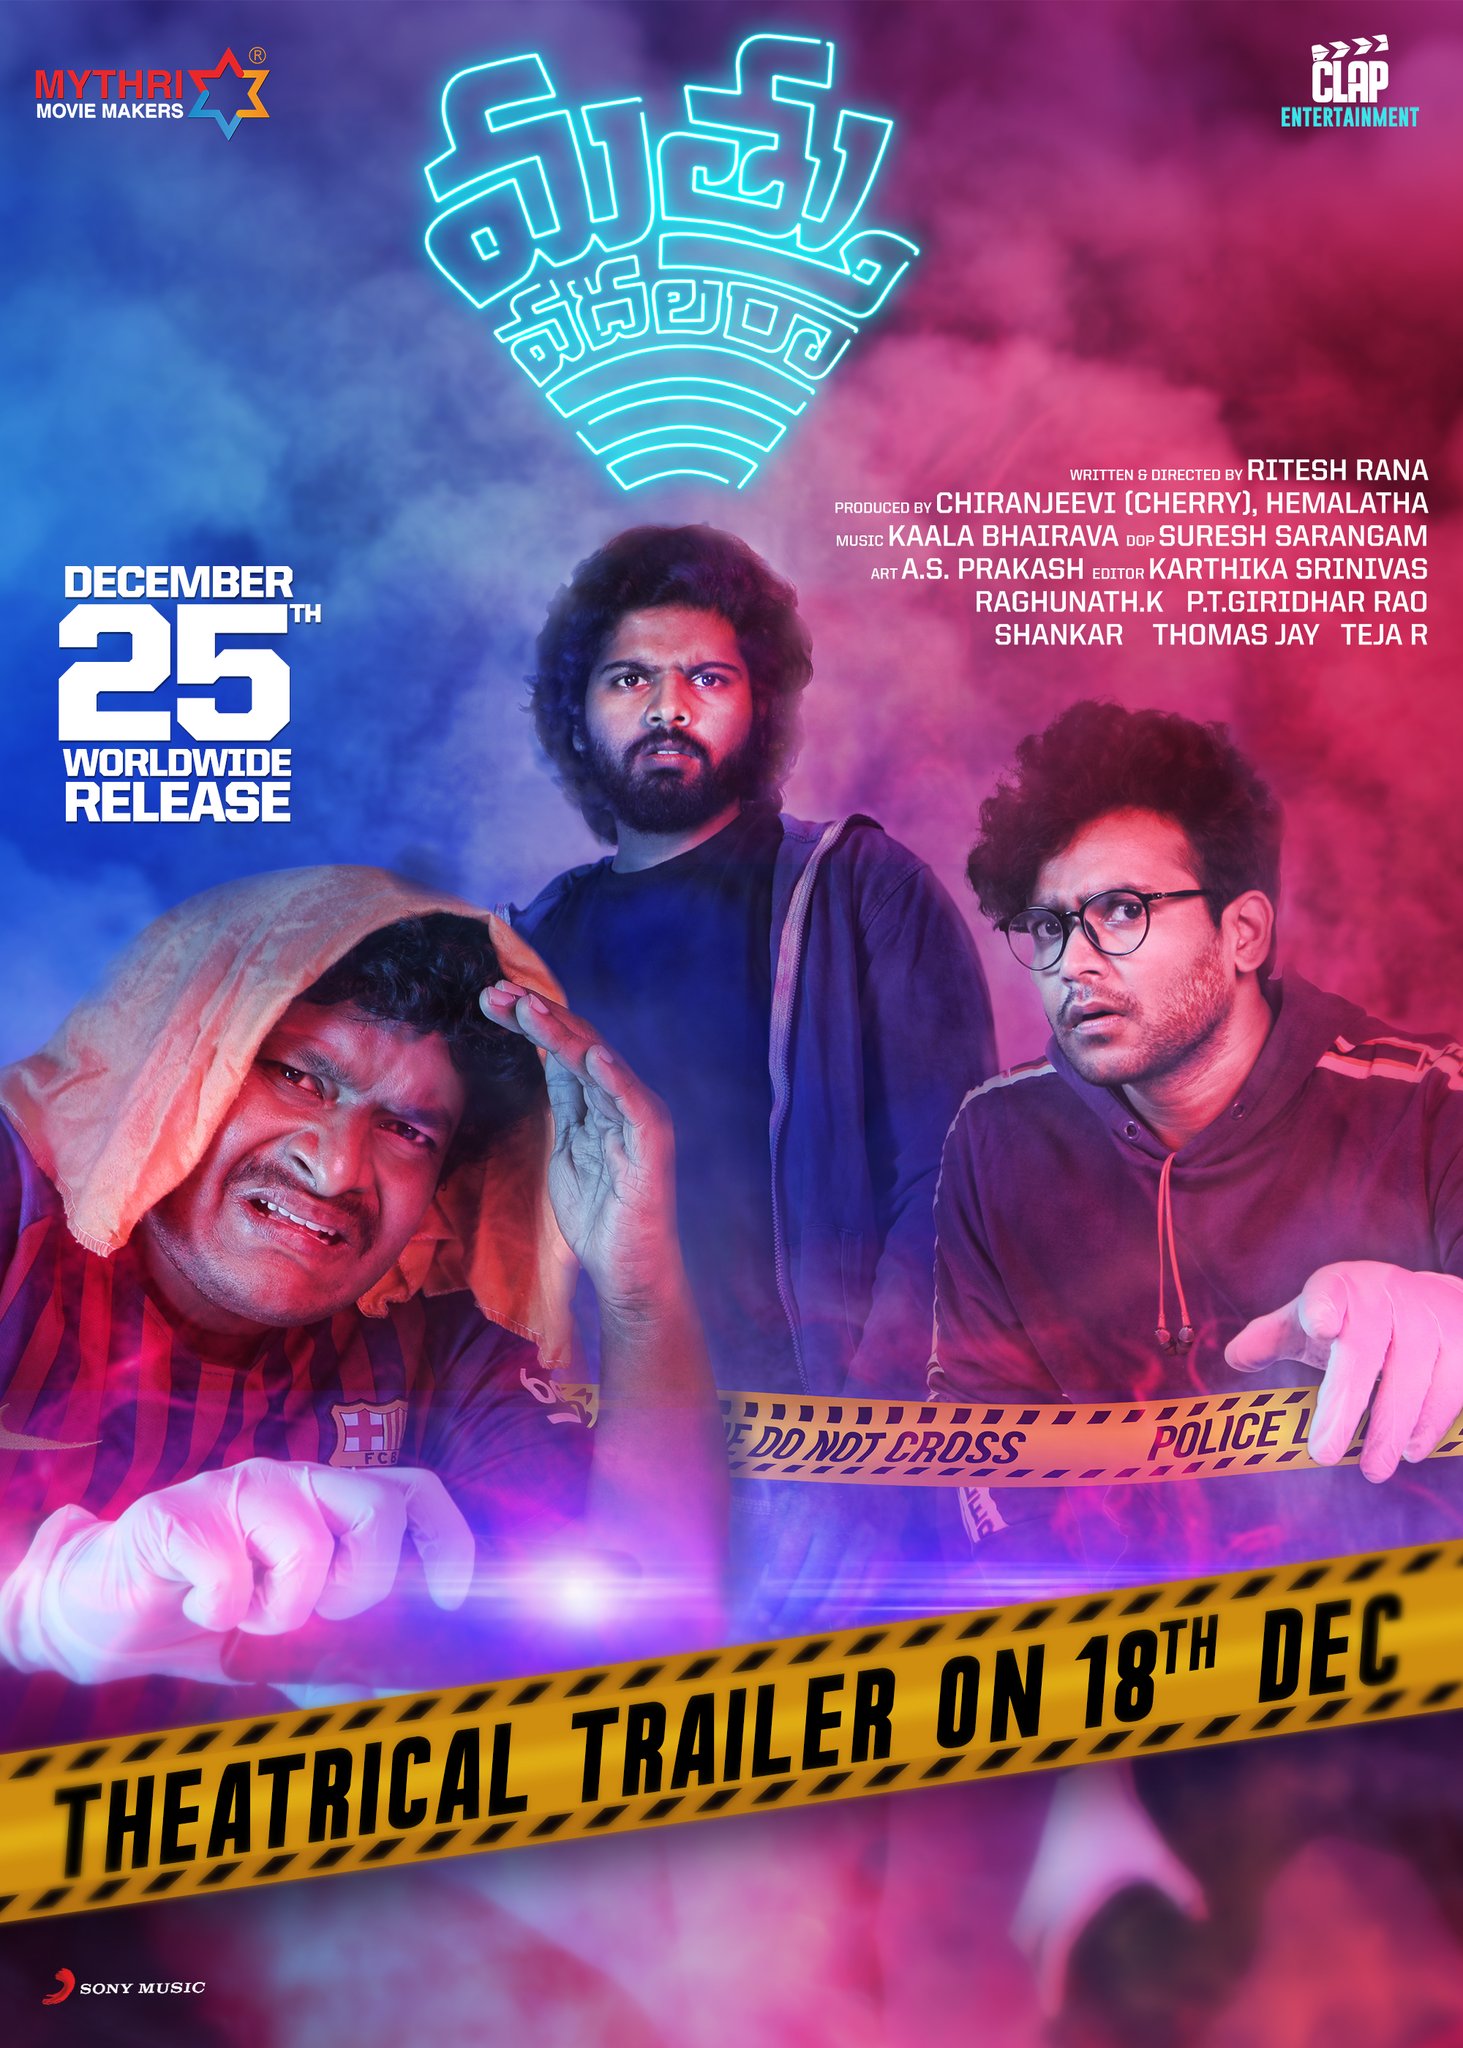 MYTHRI
MOVIE MAKERS
®
CLAP
ENTERTAINMENT
మత్తు
వదలరా
WRITTEN & DIRECTED BY RITESH RANA
PRODUCED BY CHIRANJEEVI (CHERRY), HEMALATHA
MUSIC KAALA BHAIRAVA DOP SURESH SARANGAM
ART A.S. PRAKASH EDITOR KARTHIKA SRINIVAS
RAGHUNATH.K P.T.GIRIDHAR RAO
SHANKAR THOMAS JAY TEJA R
DECEMBER
25TH
WORLDWIDE
RELEASE
FCB
DO NOT CROSS POLICE
THEATRICAL TRAILER ON 18TH DEC
SONY MUSIC